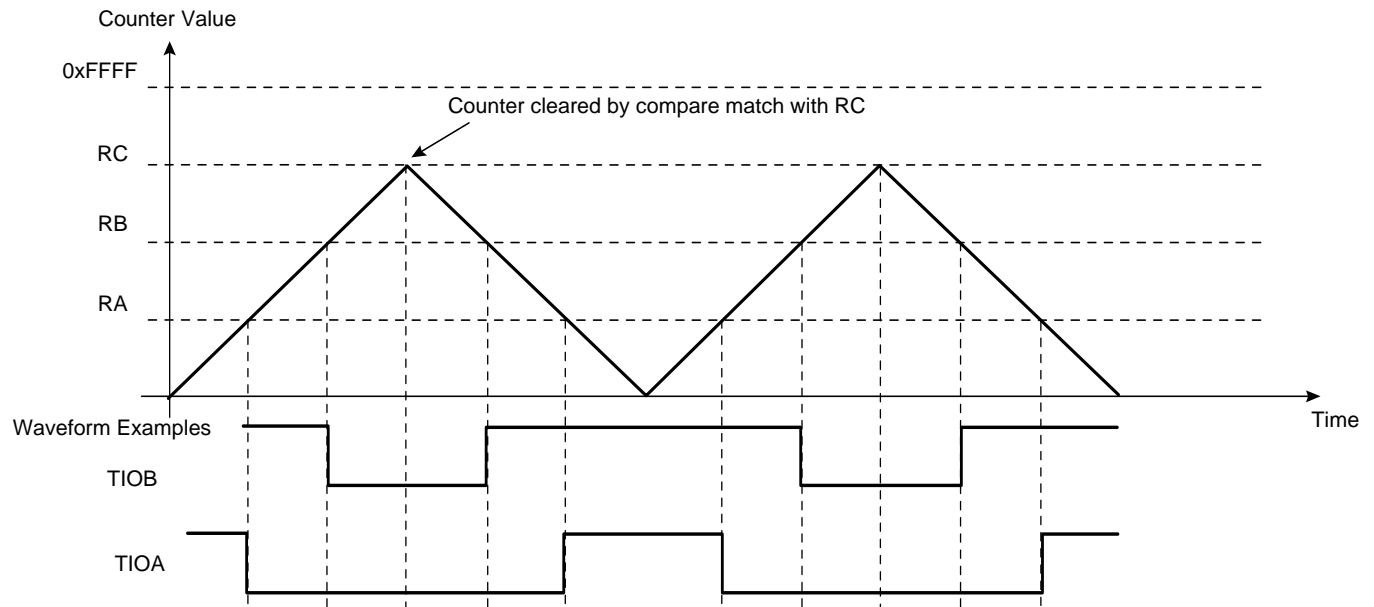 Counter Value
0xFFFF
Counter cleared by compare match with RC
RC
RB
RA
Time
Waveform Examples
TIOB
TIOA